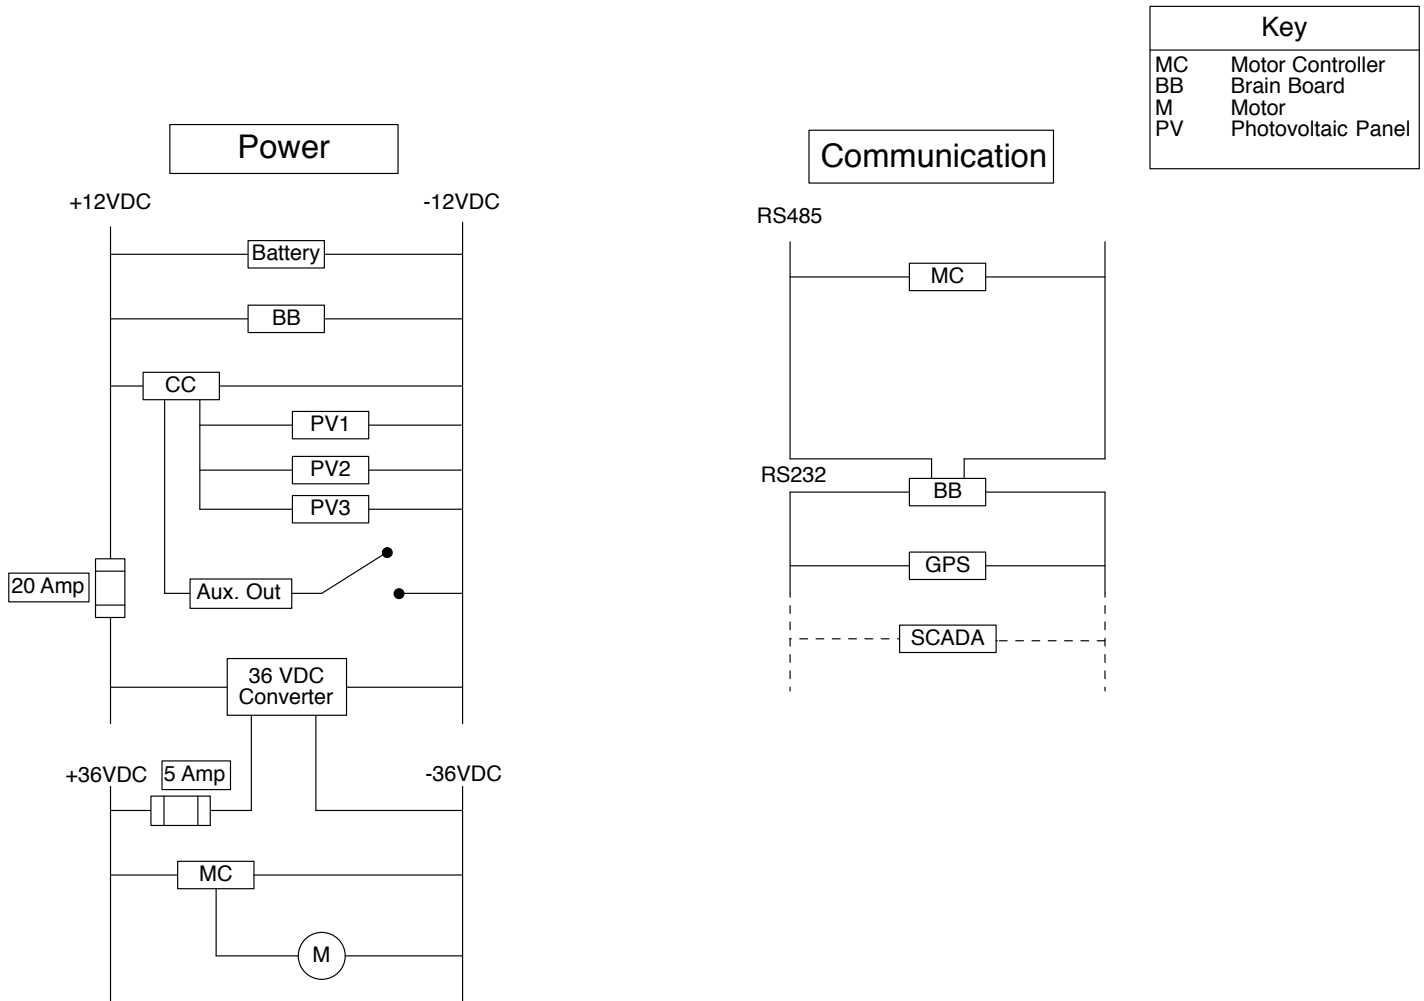 Key
MC Motor Controller
BB Brain Board
M Motor
PV Photovoltaic Panel
Power
+12VDC -12VDC
Battery
BB
CC
PV1
PV2
PV3
20 Amp
Aux. Out
36 VDC
Converter
+36VDC 5 Amp -36VDC
MC
M
Communication
RS485
MC
RS232
BB
GPS
SCADA